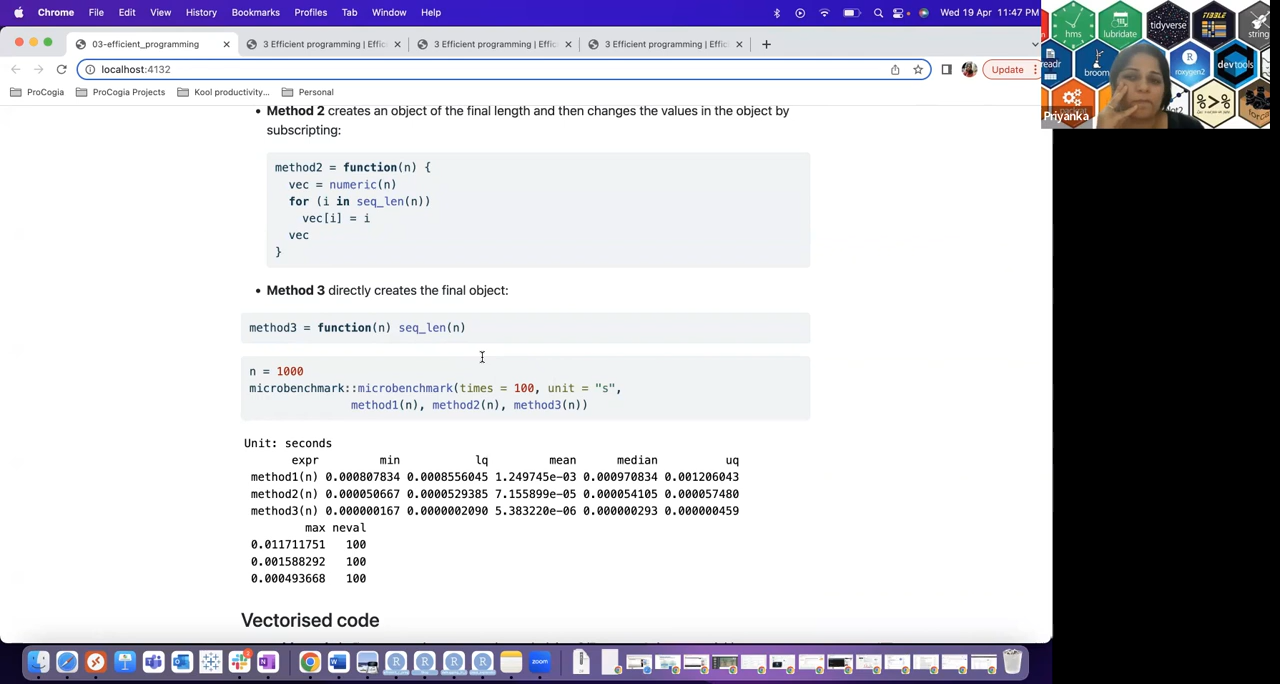 Chrome File Edit View History Bookmarks Profiles Tab Window Help Wed 19 Apr 11:47 PM
03-efficient_programming 3 Efficient programming | Effic 3 Efficient programming | Effic 3 Efficient programming | Effic
localhost:4132 Update
ProCogia ProCogia Projects Kool productivity... Personal
hms lubridate tidyverse TIBBLE string
readr broom roxygen2 devtools
%>% forc
Priyanka
• Method 2 creates an object of the final length and then changes the values in the object by
subscripting:
method2 = function(n) {
vec = numeric(n)
for (i in seq_len(n))
vec[i] = i
vec
}
• Method 3 directly creates the final object:
method3 = function(n) seq_len(n)
n = 1000
microbenchmark::microbenchmark(times = 100, unit = "s",
method1(n), method2(n), method3(n))
Unit: seconds
expr min lq mean median uq
method1(n) 0.000807834 0.0008556045 1.249745e-03 0.000970834 0.001206043
method2(n) 0.000050667 0.0000529385 7.155899e-05 0.000054105 0.000057480
method3(n) 0.000000167 0.0000002090 5.383220e-06 0.000000293 0.000000459
max neval
0.011711751 100
0.001588292 100
0.000493668 100
Vectorised code
zoom